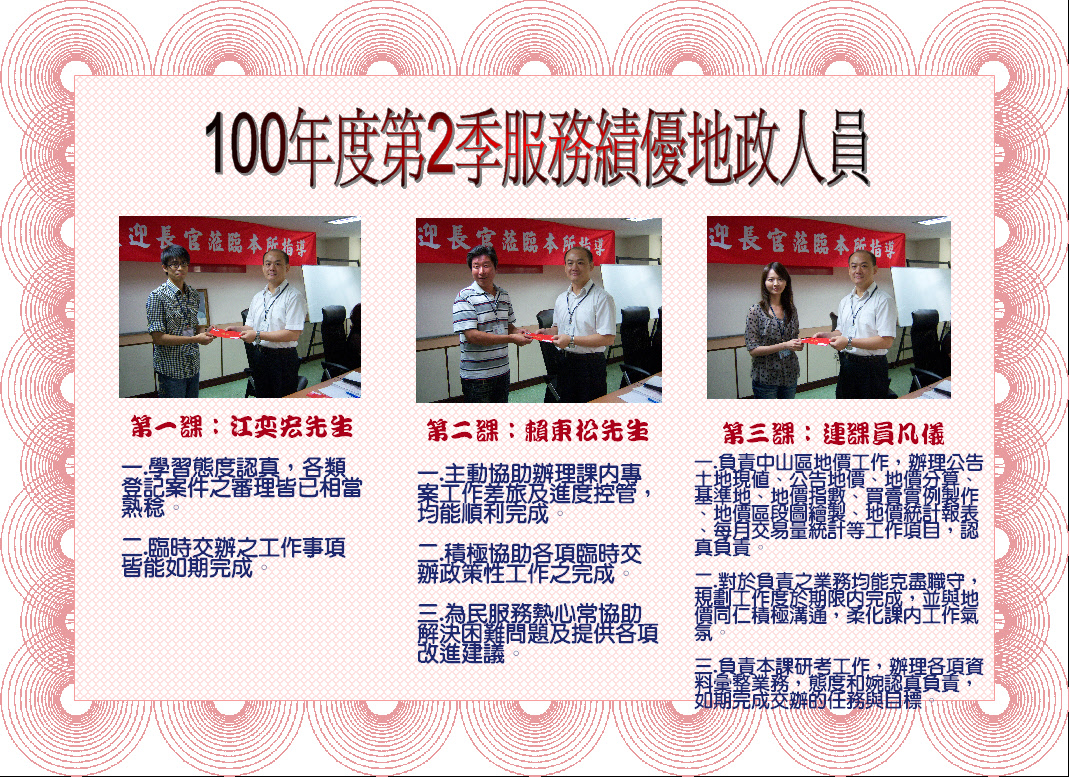 100年度第2季服務績優地政人員
迎長官蒞臨本所指導
迎長官蒞臨本所指導
迎長官蒞臨本所指導
第一課：江奕宏先生
一.學習態度認真，各類
登記案件之審理皆已相當
熟稔。
二.臨時交辦之工作事項
皆能如期完成。
第二課：賴東松先生
一.主動協助辦理課內專
案工作差旅及進度控管，
均能順利完成。
二.積極協助各項臨時交
辦政策性工作之完成。
三.為民服務熱心常協助
解決困難問題及提供各項
改進建議。
第三課：連課員凡儀
一.負責中山區地價工作，辦理公告
土地現值、公告地價、地價分算、
基準地、地價指數、買賣實例製作
、地價區段圖繪製、地價統計報表
、每月交易量統計等工作項目，認
真負責。
二.對於負責之業務均能克盡職守，
規劃工作度於期限內完成，並與地
價同仁積極溝通，柔化課內工作氣
氛。
三.負責本課研考工作，辦理各項資
料彙整業務，態度和婉認真負責，
如期完成交辦的任務與目標。